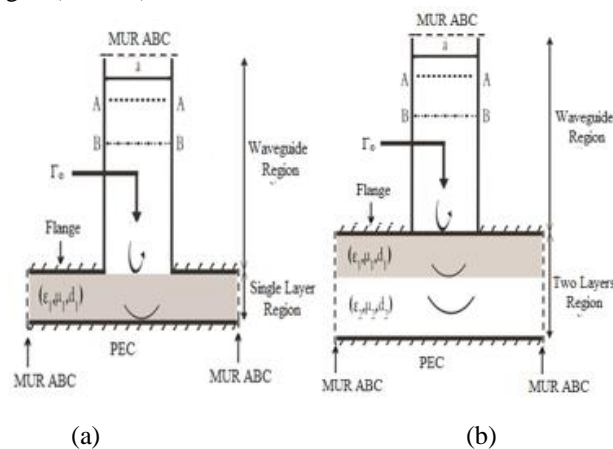 MUR ABC
a
A A
B B
Γₒ
Waveguide
Region
Flange
(ε₁,μ₁,d₁)
Single Layer
Region
PEC
MUR ABC
MUR ABC
(a)
MUR ABC
a
A A
B B
Γₒ
Waveguide
Region
Flange
(ε₁,μ₁,d₁)
(ε₂,μ₂,d₂)
Two Layers
Region
PEC
MUR ABC
MUR ABC
(b)